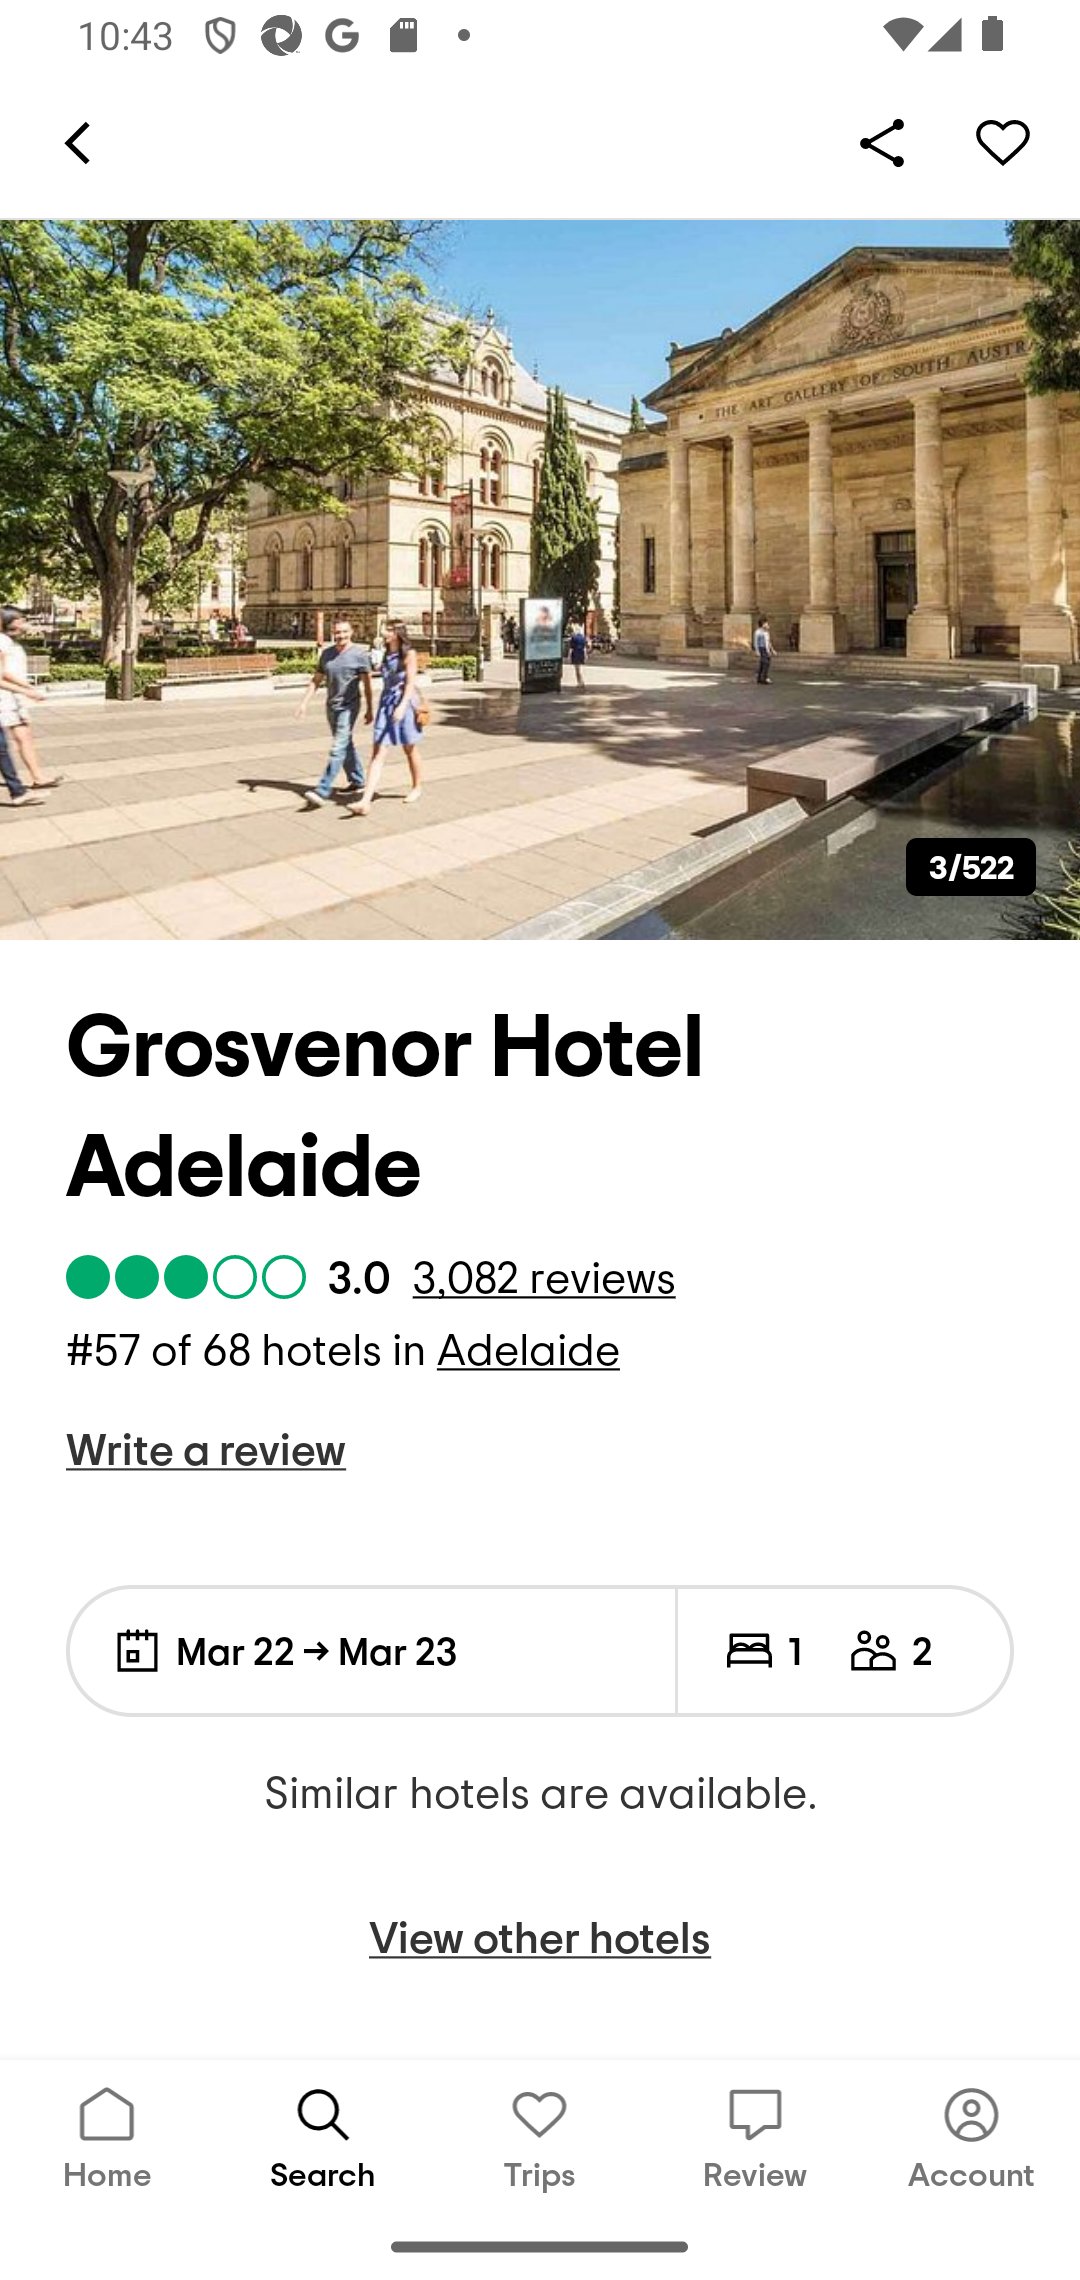 10:43
THE ART GALLERY OF SOUTH AUSTRA
3/522
Grosvenor Hotel
Adelaide
3.0 3,082 reviews
#57 of 68 hotels in Adelaide
Write a review
Mar 22 → Mar 23 1 2
Similar hotels are available.
View other hotels
Home Search Trips Review Account